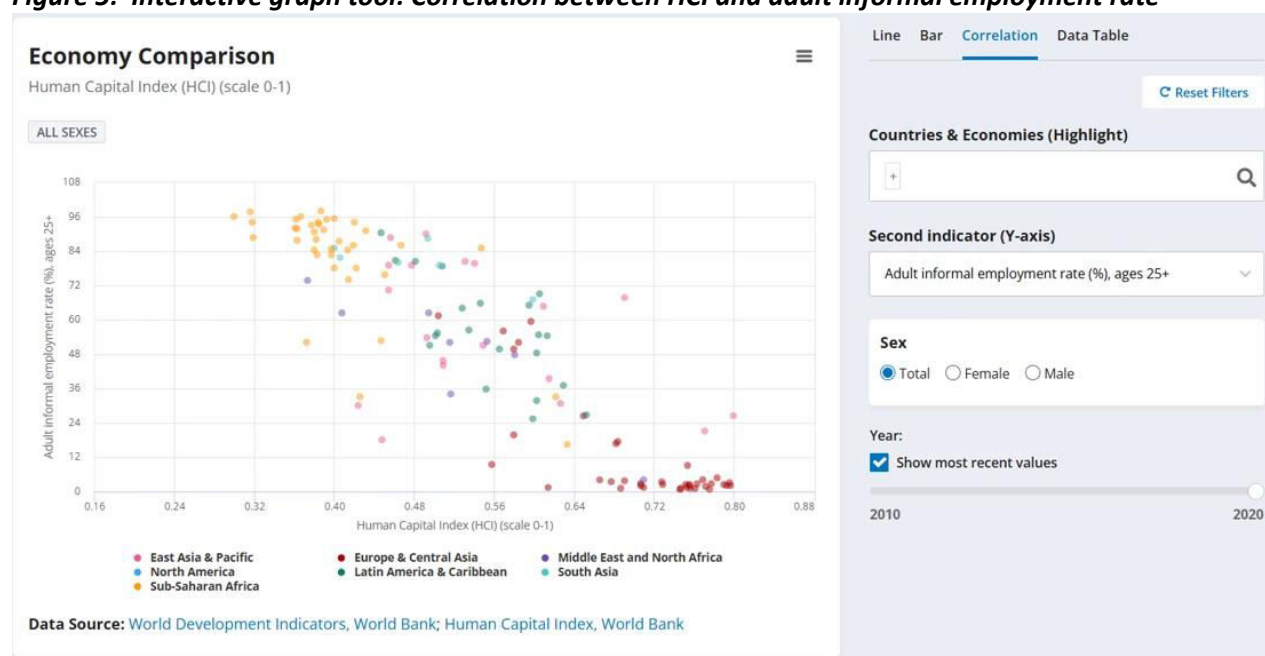 Figure 3: Interactive graph tool: Correlation between HCI and adult informal employment rate
Economy Comparison
Human Capital Index (HCI) (scale 0-1)
ALL SEXES
108
96
84
72
60
48
36
24
12
0
Adult informal employment rate (%), ages 25+
0.16 0.24 0.32 0.40 0.48 0.56 0.64 0.72 0.80 0.88
Human Capital Index (HCI) (scale 0-1)
East Asia & Pacific Europe & Central Asia Middle East and North Africa
North America Latin America & Caribbean South Asia
Sub-Saharan Africa
Data Source: World Development Indicators, World Bank; Human Capital Index, World Bank
Line Bar Correlation Data Table
Reset Filters
Countries & Economies (Highlight)
+
Second indicator (Y-axis)
Adult informal employment rate (%), ages 25+
Sex
Total Female Male
Year:
Show most recent values
2010 2020